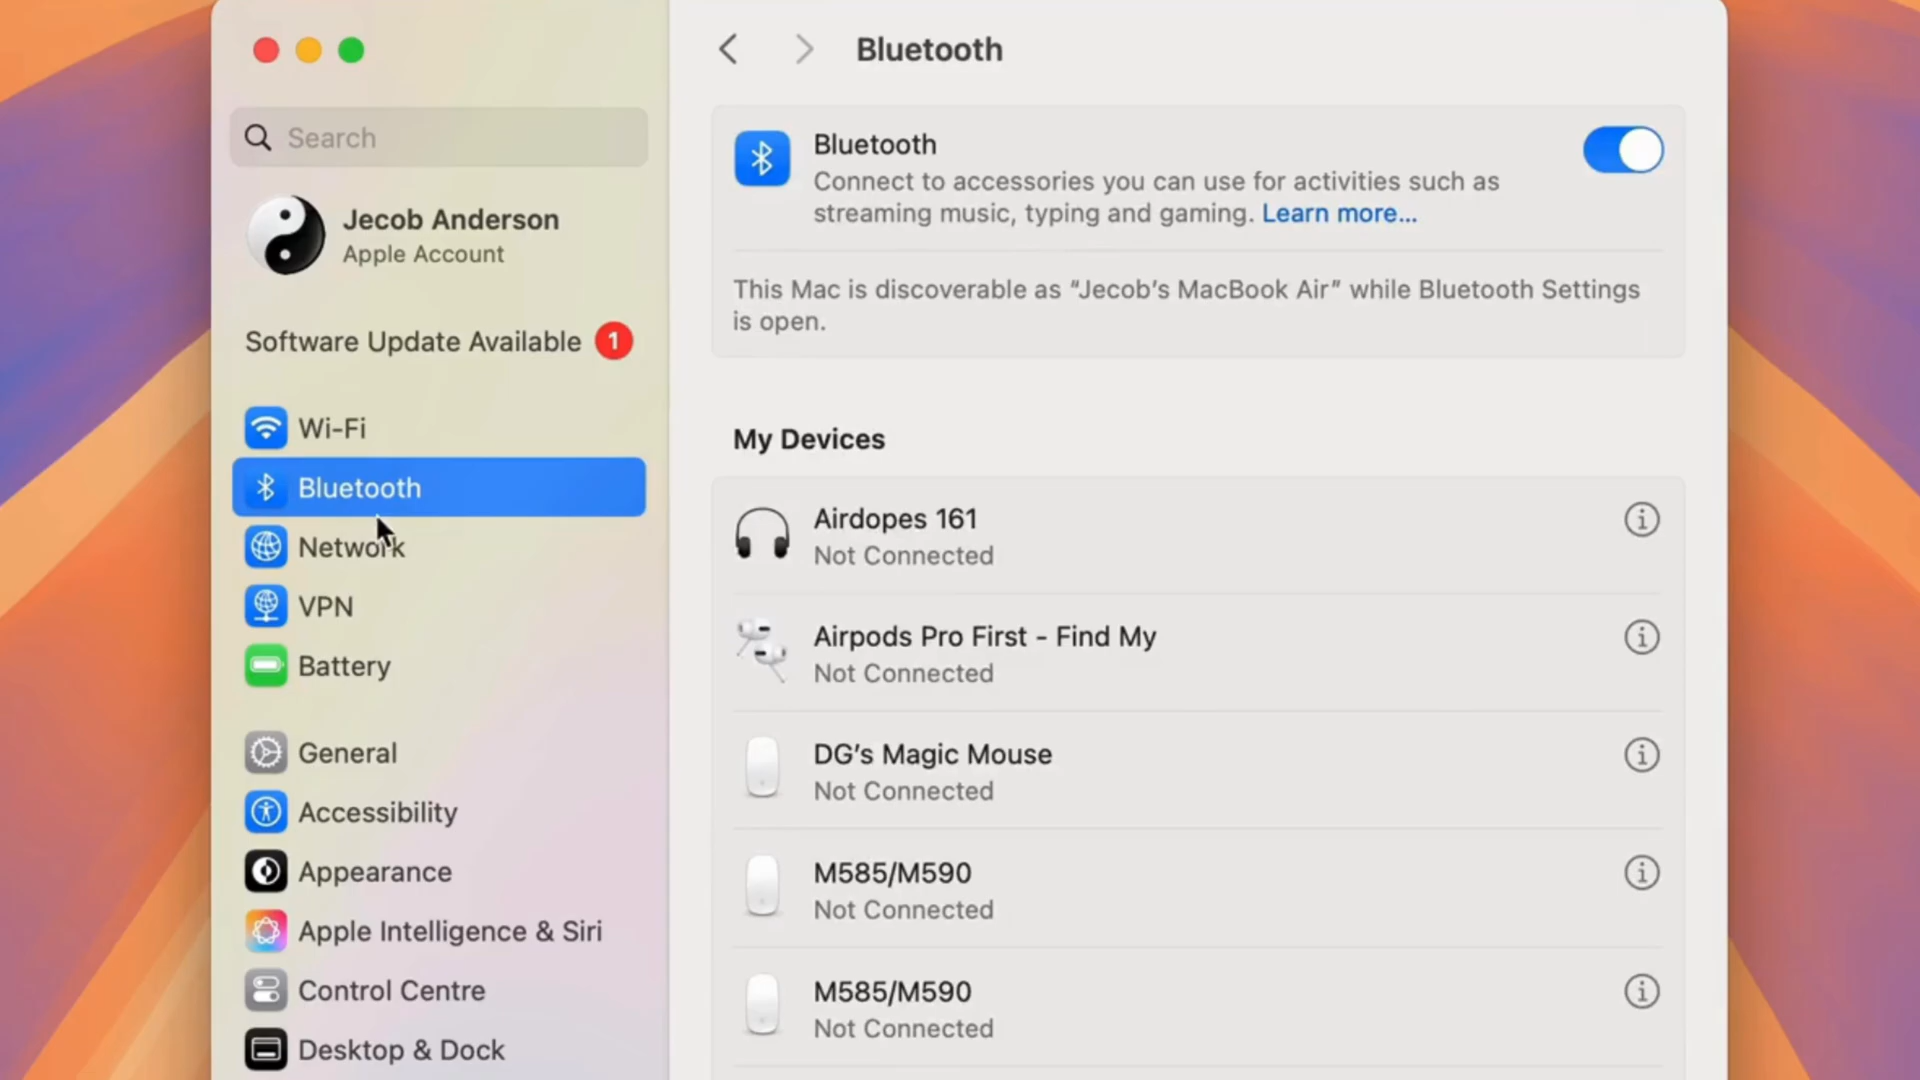 Search
Jecob Anderson
Apple Account
Software Update Available 1
Wi-Fi
Bluetooth
Network
VPN
Battery
General
Accessibility
Appearance
Apple Intelligence & Siri
Control Centre
Desktop & Dock
Bluetooth
Bluetooth
Connect to accessories you can use for activities such as
streaming music, typing and gaming. Learn more...
This Mac is discoverable as “Jecob’s MacBook Air” while Bluetooth Settings
is open.
My Devices
Airdopes 161
Not Connected
Airpods Pro First - Find My
Not Connected
DG’s Magic Mouse
Not Connected
M585/M590
Not Connected
M585/M590
Not Connected